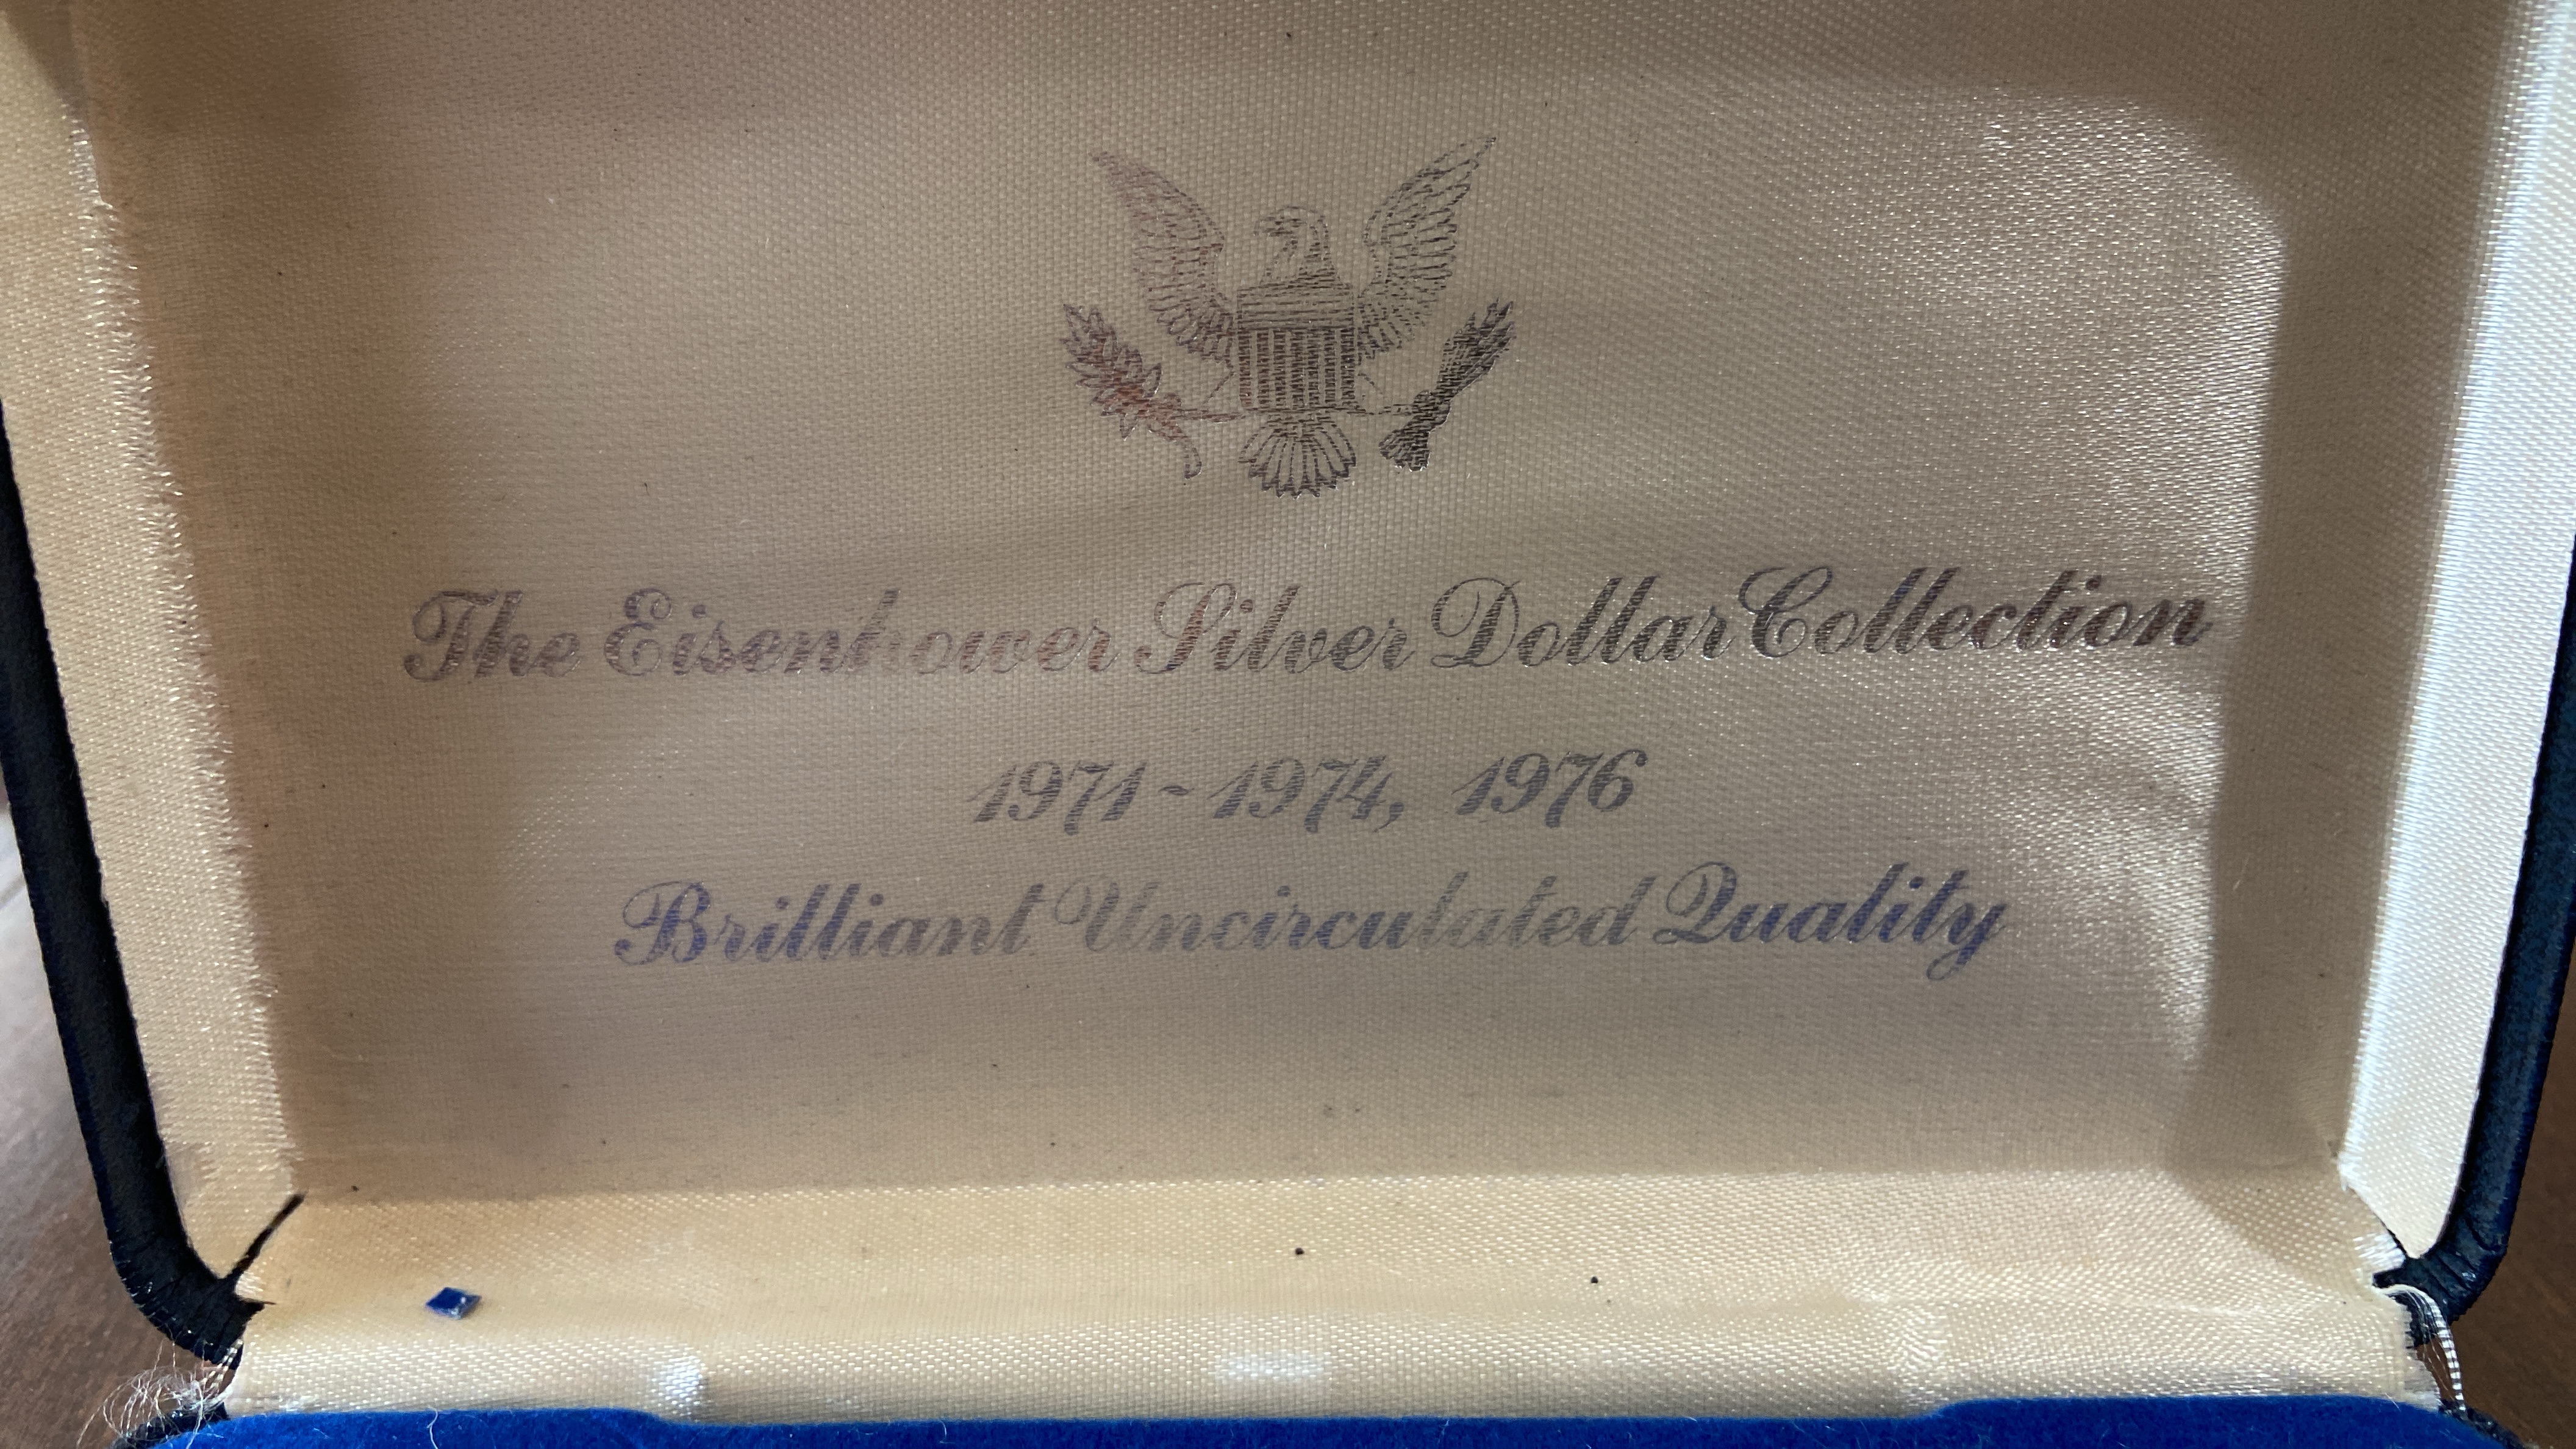 The Eisenhower Silver Dollar Collection
1971-1974, 1976
Brilliant Uncirculated Quality